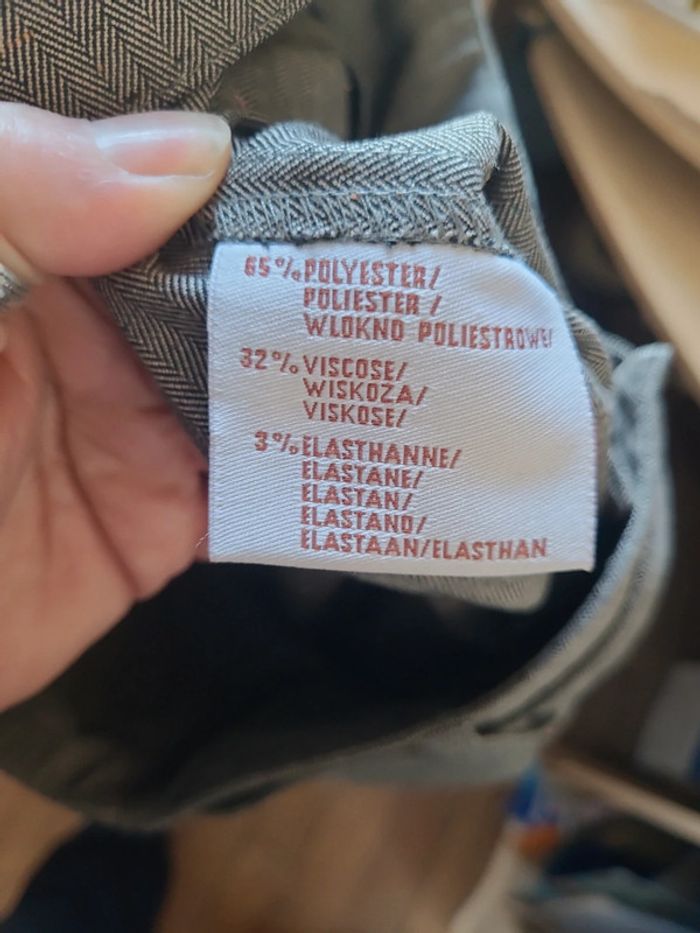 65% POLYESTER/
POLIESTER /
WLOKNO POLIESTROWE/
32% VISCOSE/
WISKOZA/
VISKOSE/
3% ELASTHANNE/
ELASTANE/
ELASTAN/
ELASTANO/
ELASTAAN/ELASTHAN